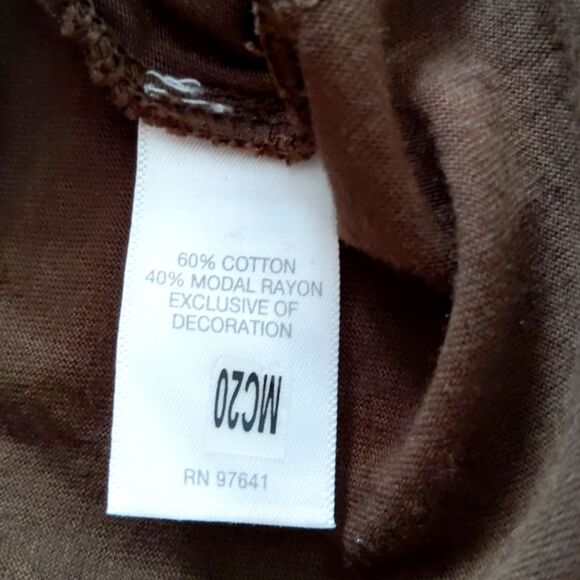 60% COTTON
40% MODAL RAYON
EXCLUSIVE OF
DECORATION
MC20
RN 97641